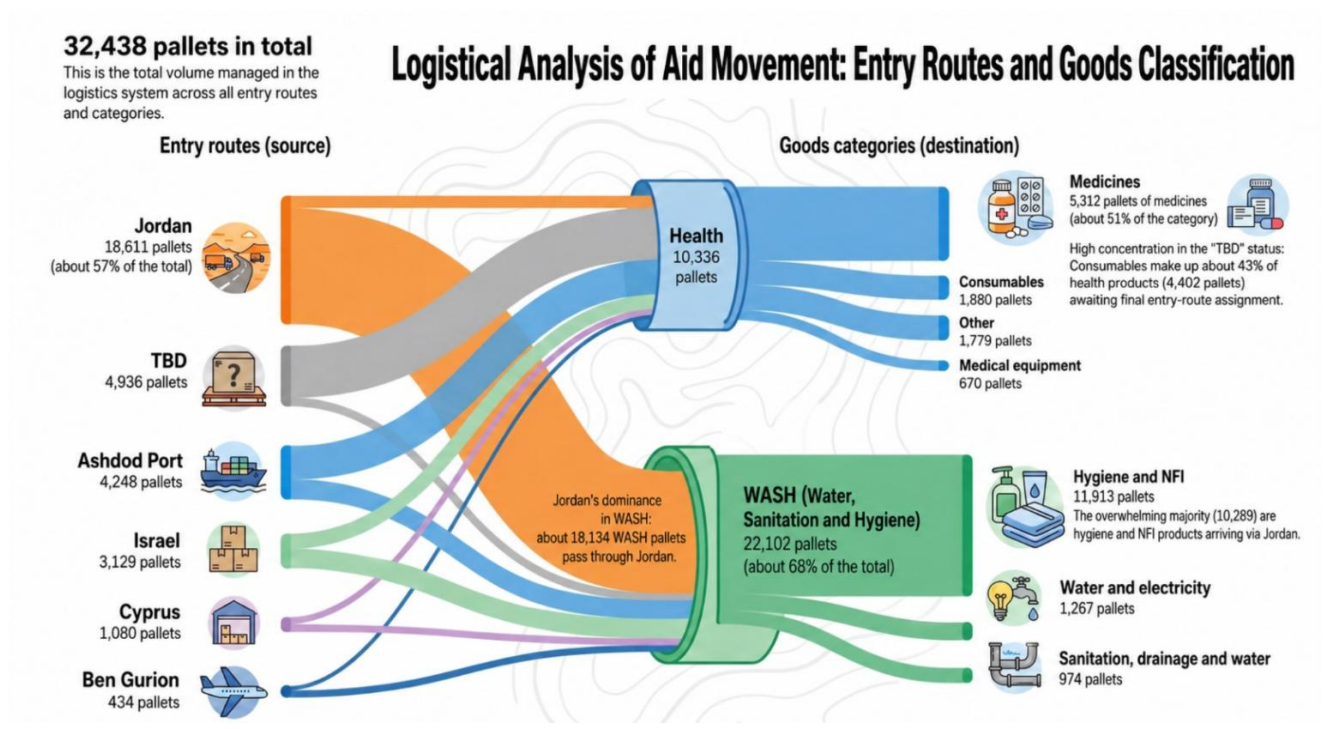 32,438 pallets in total
This is the total volume managed in the
logistics system across all entry routes
and categories.
Logistical Analysis of Aid Movement: Entry Routes and Goods Classification
Entry routes (source)
Goods categories (destination)
Jordan
18,611 pallets
(about 57% of the total)
TBD
4,936 pallets
?
Ashdod Port
4,248 pallets
Israel
3,129 pallets
Cyprus
1,080 pallets
Ben Gurion
434 pallets
Health
10,336
pallets
Jordan's dominance
in WASH:
about 18,134 WASH pallets
pass through Jordan.
WASH (Water,
Sanitation and Hygiene)
22,102 pallets
(about 68% of the total)
Medicines
5,312 pallets of medicines
(about 51% of the category)
High concentration in the "TBD" status:
Consumables make up about 43% of
health products (4,402 pallets)
awaiting final entry-route assignment.
Consumables
1,880 pallets
Other
1,779 pallets
Medical equipment
670 pallets
Hygiene and NFI
11,913 pallets
The overwhelming majority (10,289) are
hygiene and NFI products arriving via Jordan.
Water and electricity
1,267 pallets
Sanitation, drainage and water
974 pallets